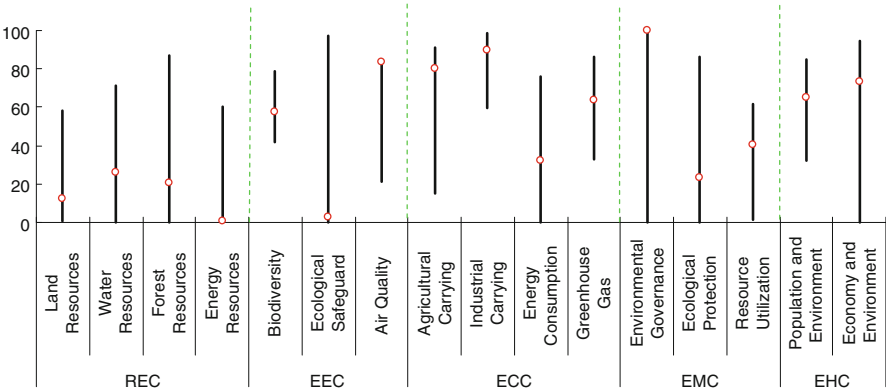 100
80
60
40
20
0
Land
Resources
Water
Resources
Forest
Resources
Energy
Resources
Biodiversity
Ecological
Safeguard
Air Quality
Agricultural
Carrying
Industrial
Carrying
Energy
Consumption
Greenhouse
Gas
Environmental
Governance
Ecological
Protection
Resource
Utilization
Population and
Environment
Economy and
Environment
REC
EEC
ECC
EMC
EHC